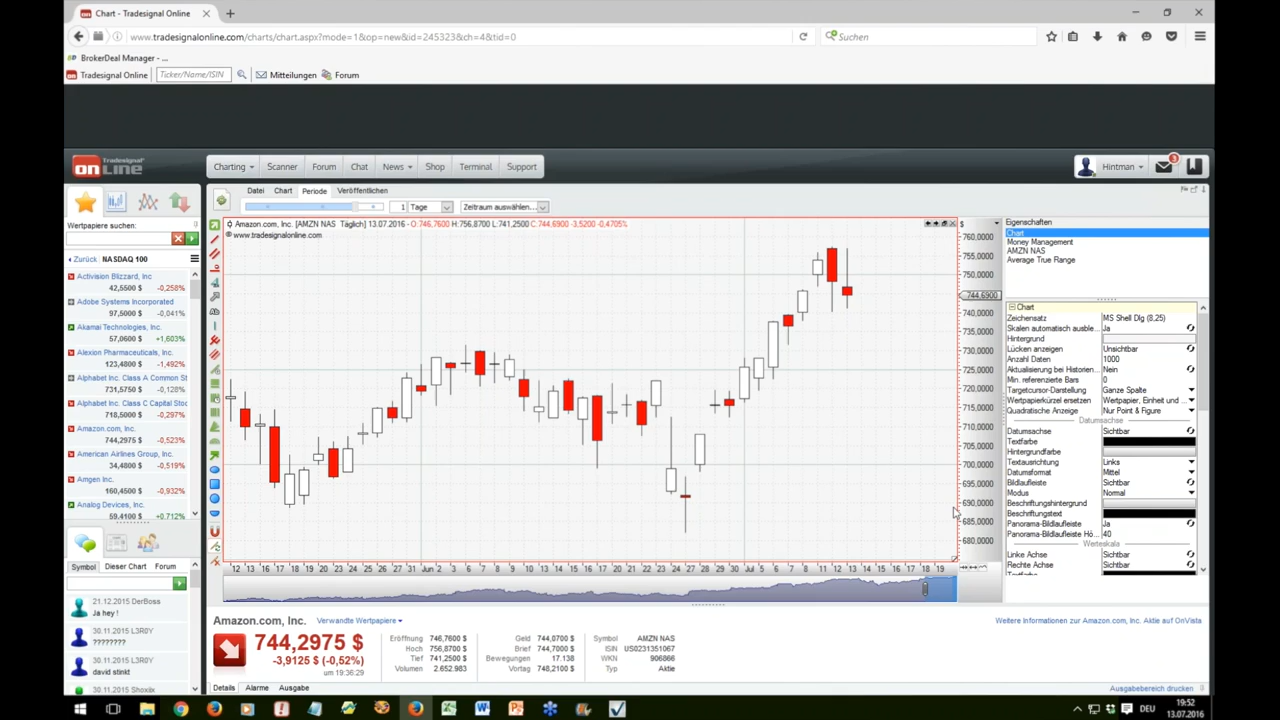 Chart - Tradesignal Online
www.tradesignalonline.com/charts/chart.aspx?mode=1&op=new&id=245323&ch=4&tid=0
Suchen
BrokerDeal Manager - ...
Tradesignal Online
Ticker/Name/ISIN
Mitteilungen
Forum
Tradesignal®
onLine
Charting
Scanner
Forum
Chat
News
Shop
Terminal
Support
Hintman
3
Datei
Chart
Periode
Veröffentlichen
1
Tage
Zeitraum auswählen...
Wertpapiere suchen:
Zurück
NASDAQ 100
Activision Blizzard, Inc
42,5500 $ -0,258%
Adobe Systems Incorporated
97,5000 $ -0,041%
Akamai Technologies, Inc.
57,0600 $ +1,603%
Alexion Pharmaceuticals, Inc.
123,4800 $ -1,492%
Alphabet Inc. Class A Common St
731,5750 $ -0,128%
Alphabet Inc. Class C Capital Stoc
718,5000 $ -0,297%
Amazon.com, Inc.
744,2975 $ -0,523%
American Airlines Group, Inc.
34,4800 $ -0,519%
Amgen Inc.
160,4500 $ -0,932%
Analog Devices, Inc.
59,4100 $ +0,712%
Symbol
Dieser Chart
Forum
21.12.2015 DerBoss
Ja hey !
30.11.2015 L3R0Y
????????
30.11.2015 L3R0Y
david stinkt
30.11.2015 Shoxiix
Amazon.com, Inc. [AMZN NAS Täglich] 13.07.2016 O:746,7600 H:756,8700 L:741,2500 C:744,6900 -3,5200 -0,4705%
www.tradesignalonline.com
$
760,0000
755,0000
750,0000
744,6900
740,0000
735,0000
730,0000
725,0000
720,0000
715,0000
710,0000
705,0000
700,0000
695,0000
690,0000
685,0000
680,0000
12 13 16 17 18 19 20 23 24 25 26 27 31 Jun 2 3 6 7 8 9 10 13 14 15 16 17 20 21 22 23 24 27 28 29 30 Jul 5 6 7 8 11 12 13 14 15 18 19
Eigenschaften
Chart
Money Management
AMZN NAS
Average True Range
Chart
Zeichensatz MS Shell Dlg (8,25)
Skalen automatisch ausble... Ja
Hintergrund
Lücken anzeigen Unsichtbar
Anzahl Daten 1000
Aktualisierung bei Historien... Nein
Min. referenzierte Bars 0
Targetcursor-Darstellung Ganze Spalte
Wertpapierkürzel ersetzen Wertpapier, Einheit und ...
Quadratische Anzeige Nur Point & Figure
Datumsachse
Datumsachse Sichtbar
Textfarbe
Hintergrundfarbe
Textausrichtung Links
Datumsformat Mittel
Bildlaufleiste Sichtbar
Modus Normal
Beschriftungshintergrund
Beschriftungstext
Panorama-Bildlaufleiste Ja
Panorama-Bildlaufleiste Hö... 40
Werteskala
Linke Achse Sichtbar
Rechte Achse Sichtbar
Amazon.com, Inc.
Verwandte Wertpapiere
Weitere Informationen zur Amazon.com, Inc. Aktie auf OnVista
744,2975 $
-3,9125 $ (-0,52%)
um 19:36:29
Eröffnung 746,7600 $
Hoch 756,8700 $
Tief 741,2500 $
Volumen 2.652.983
Geld 744,0700 $
Brief 744,7000 $
Bewegungen 17.138
Vortag 748,2100 $
Symbol AMZN NAS
ISIN US0231351067
WKN 906866
Typ Aktie
Details
Alarme
Ausgabe
Ausgabebereich drucken
DEU
19:52
13.07.2016